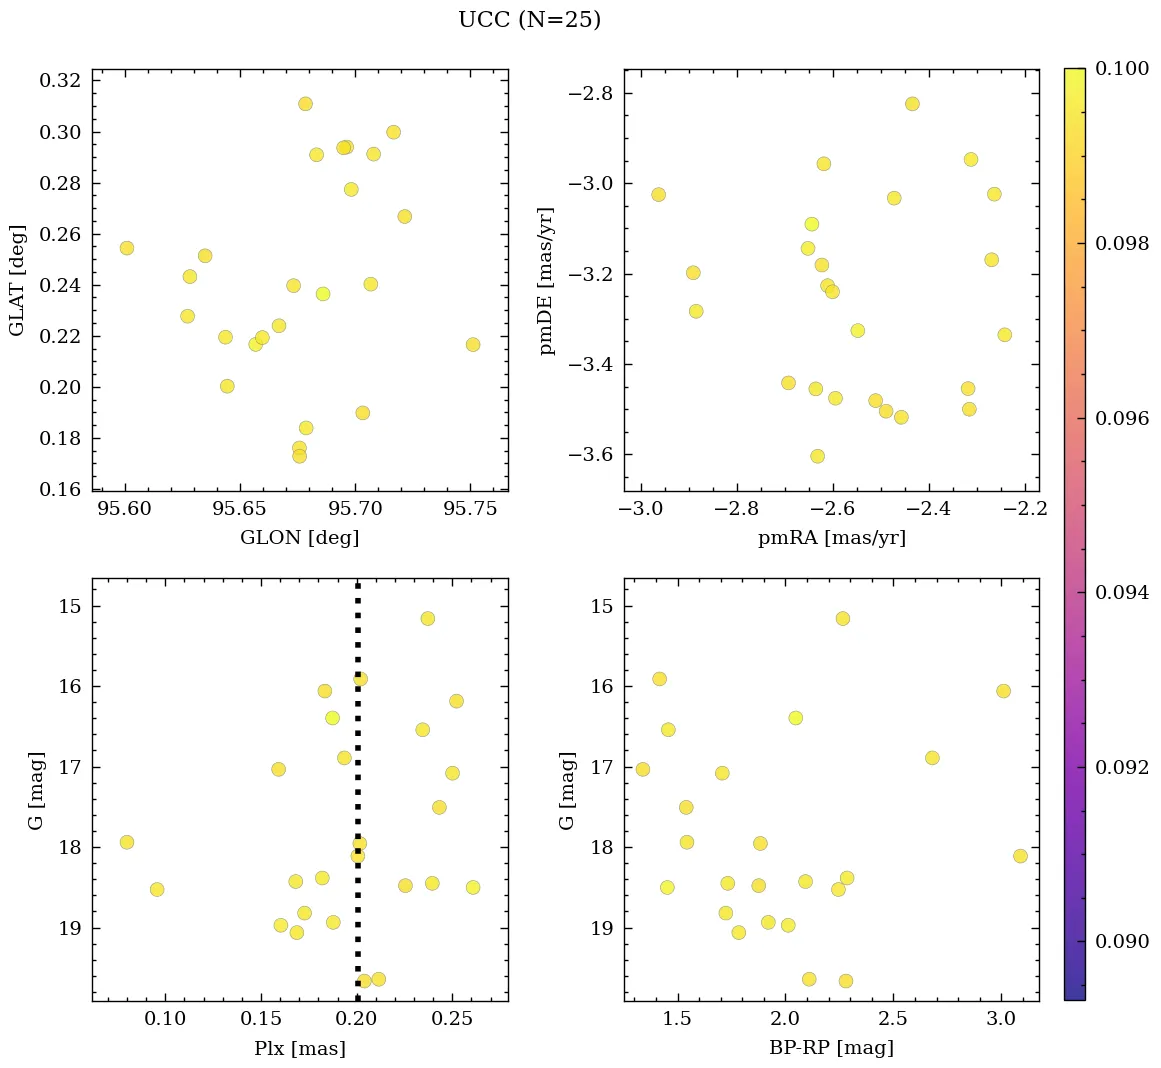 UCC (N=25)
0.32
0.30
0.28
0.26
0.24
0.22
0.20
0.18
0.16
GLAT [deg]
95.60 95.65 95.70 95.75
GLON [deg]
−2.8
−3.0
−3.2
−3.4
−3.6
pmDE [mas/yr]
−3.0 −2.8 −2.6 −2.4 −2.2
pmRA [mas/yr]
15
16
17
18
19
G [mag]
0.10 0.15 0.20 0.25
Plx [mas]
15
16
17
18
19
G [mag]
1.5 2.0 2.5 3.0
BP-RP [mag]
0.100
0.098
0.096
0.094
0.092
0.090